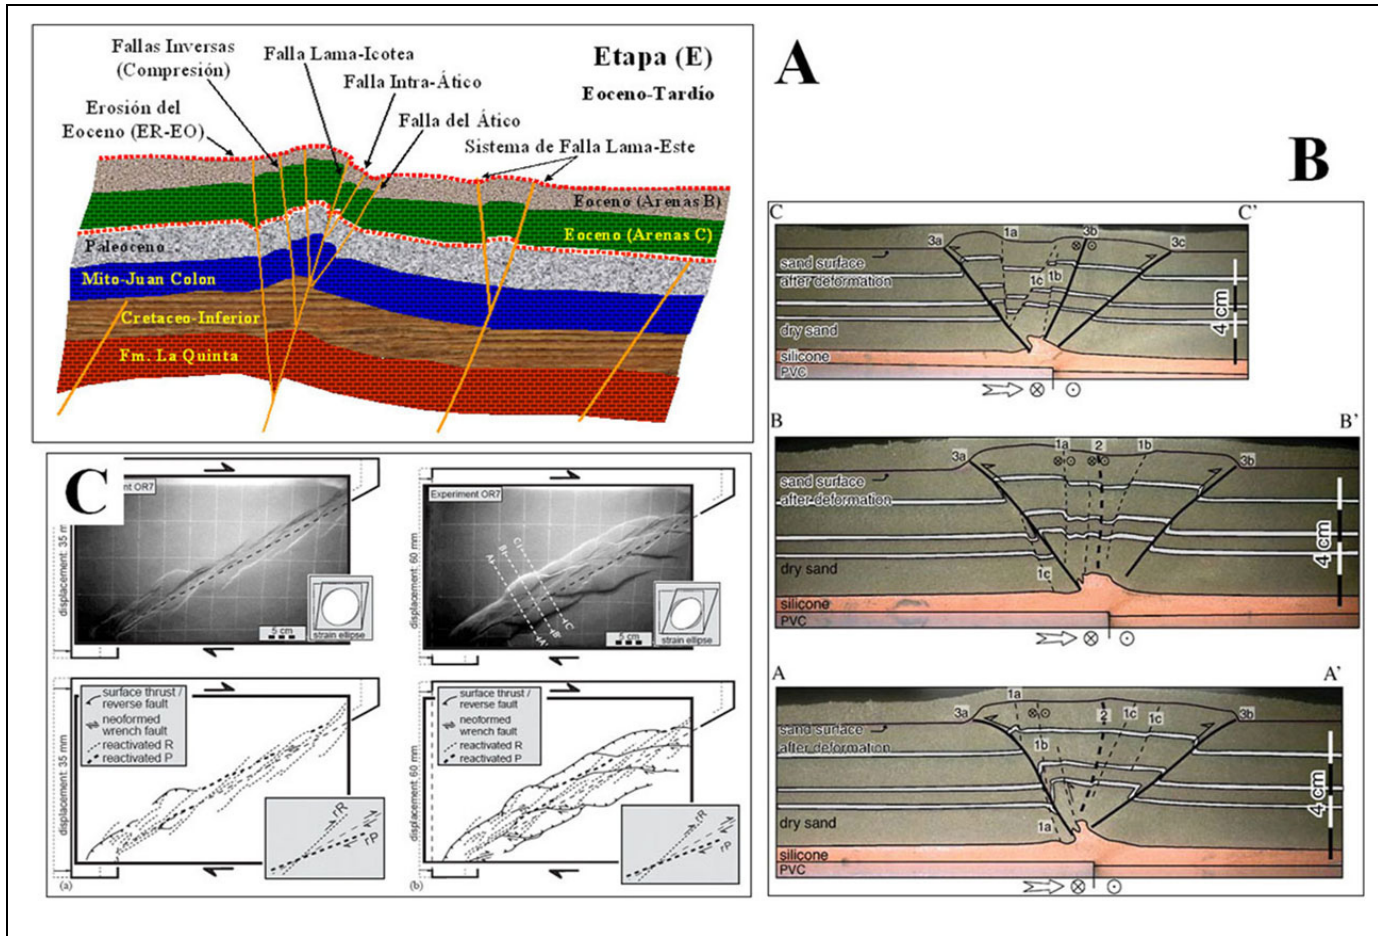 A
B
C
Etapa (E)
Eoceno-Tardío
Fallas Inversas
(Compresión)
Falla Lama-Icotea
Falla Intra-Ático
Erosión del
Eoceno (ER-EO)
Falla del Ático
Sistema de Falla Lama-Este
Eoceno (Arenas B)
Eoceno (Arenas C)
Paleoceno
Mito-Juan Colon
Cretaceo-Inferior
Fm. La Quinta
C
C'
3a
1a
3b
3c
1c
1b
sand surface
after deformation
dry sand
silicone
PVC
4 cm
B
B'
3a
1a
2
1b
3b
sand surface
after deformation
dry sand
1c
silicone
PVC
4 cm
A
A'
3a
1a
2
1c
1c
3b
1b
sand surface
after deformation
dry sand
1a
silicone
PVC
4 cm
nt OR7
displacement: 35 m
5 cm
strain ellipse
Experiment OR7
displacement: 60 mm
A
B
C
C'
B'
A'
5 cm
strain ellipse
surface thrust /
reverse fault
neoformed
wrench fault
reactivated R
reactivated P
displacement: 35 mm
rR
rP
(a)
surface thrust /
reverse fault
neoformed
wrench fault
reactivated R
reactivated P
displacement: 60 mm
rR
rP
(b)